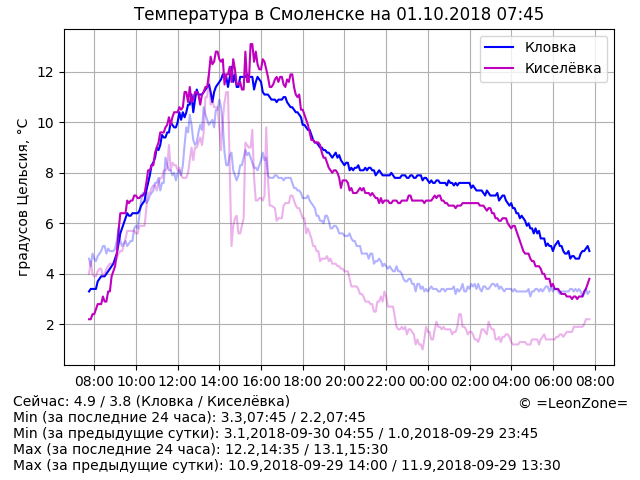 Температура в Смоленске на 01.10.2018 07:45
Кловка
Киселёвка
градусов Цельсия, °C
12
10
8
6
4
2
08:00 10:00 12:00 14:00 16:00 18:00 20:00 22:00 00:00 02:00 04:00 06:00 08:00
Сейчас: 4.9 / 3.8 (Кловка / Киселёвка)
© =LeonZone=
Min (за последние 24 часа): 3.3,07:45 / 2.2,07:45
Min (за предыдущие сутки): 3.1,2018-09-30 04:55 / 1.0,2018-09-29 23:45
Max (за последние 24 часа): 12.2,14:35 / 13.1,15:30
Max (за предыдущие сутки): 10.9,2018-09-29 14:00 / 11.9,2018-09-29 13:30